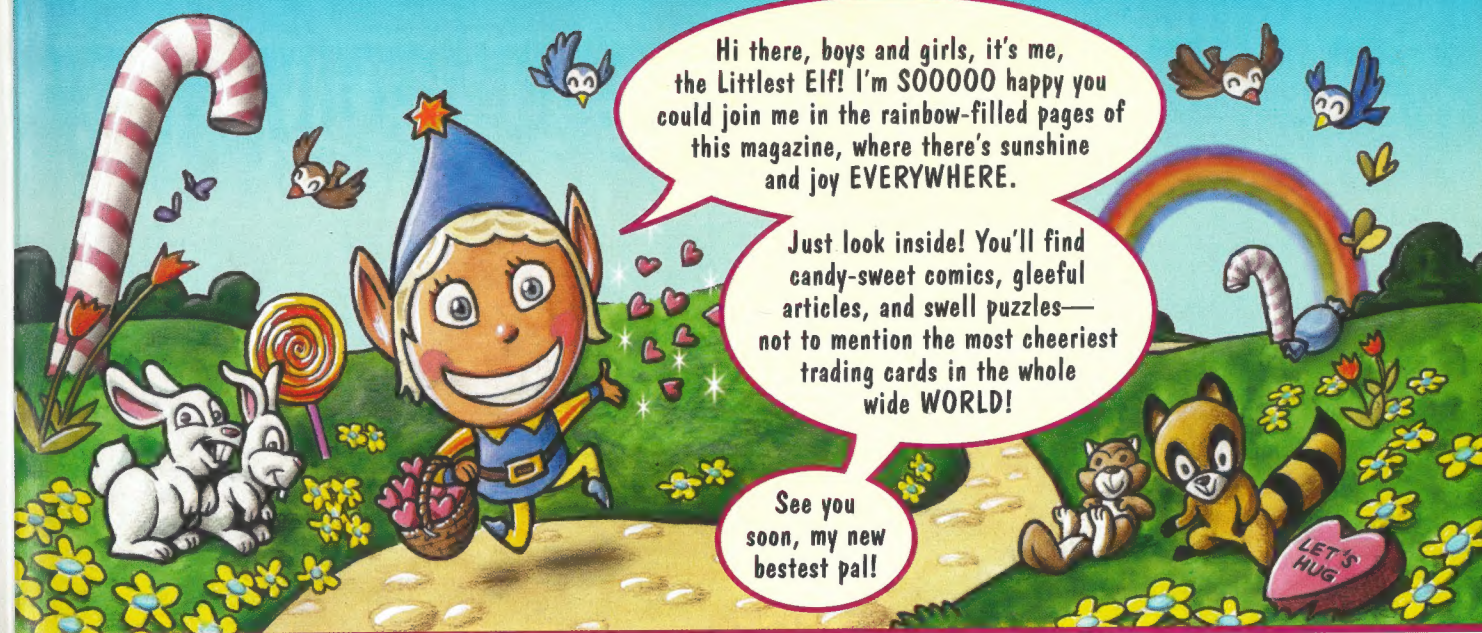 Hi there, boys and girls, it's me,
the Littlest Elf! I'm SOOOOO happy you
could join me in the rainbow-filled pages of
this magazine, where there's sunshine
and joy EVERYWHERE.
Just look inside! You'll find
candy-sweet comics, gleeful
articles, and swell puzzles—
not to mention the most cheeriest
trading cards in the whole
wide WORLD!
See you
soon, my new
bestest pal!
LET'S
HUG